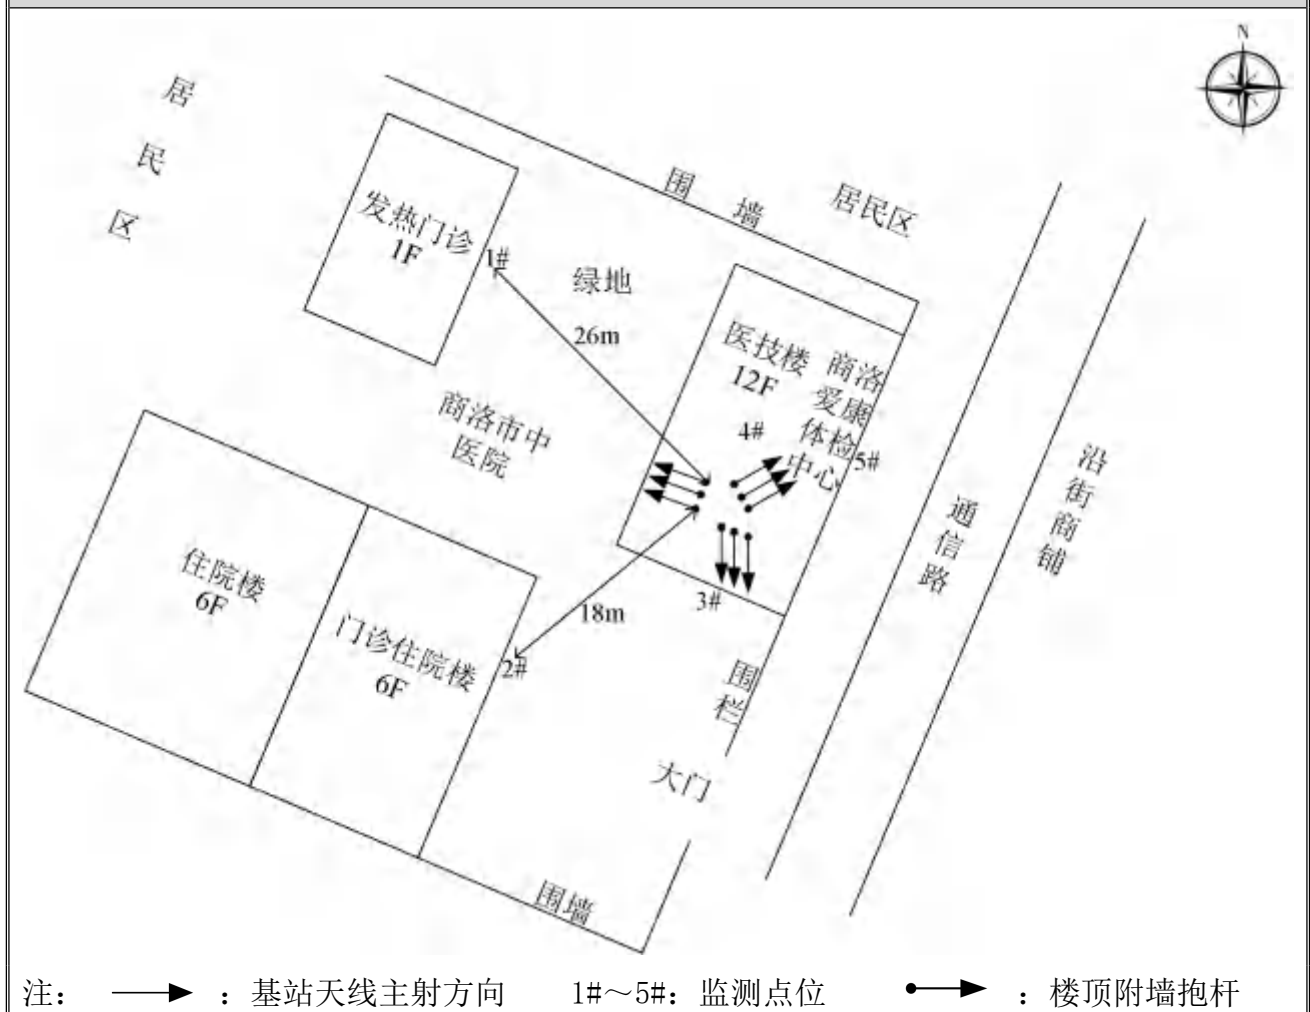 N
居民区
围墙
居民区
发热门诊
1F
1#
绿地
26m
医技楼
12F
商洛爱康体检中心
4#
5#
商洛市中医院
沿街商铺
通信路
住院楼
6F
3#
18m
门诊住院楼
6F
2#
围栏
大门
围墙
注： ：基站天线主射方向 1#～5#：监测点位 ：楼顶附墙抱杆